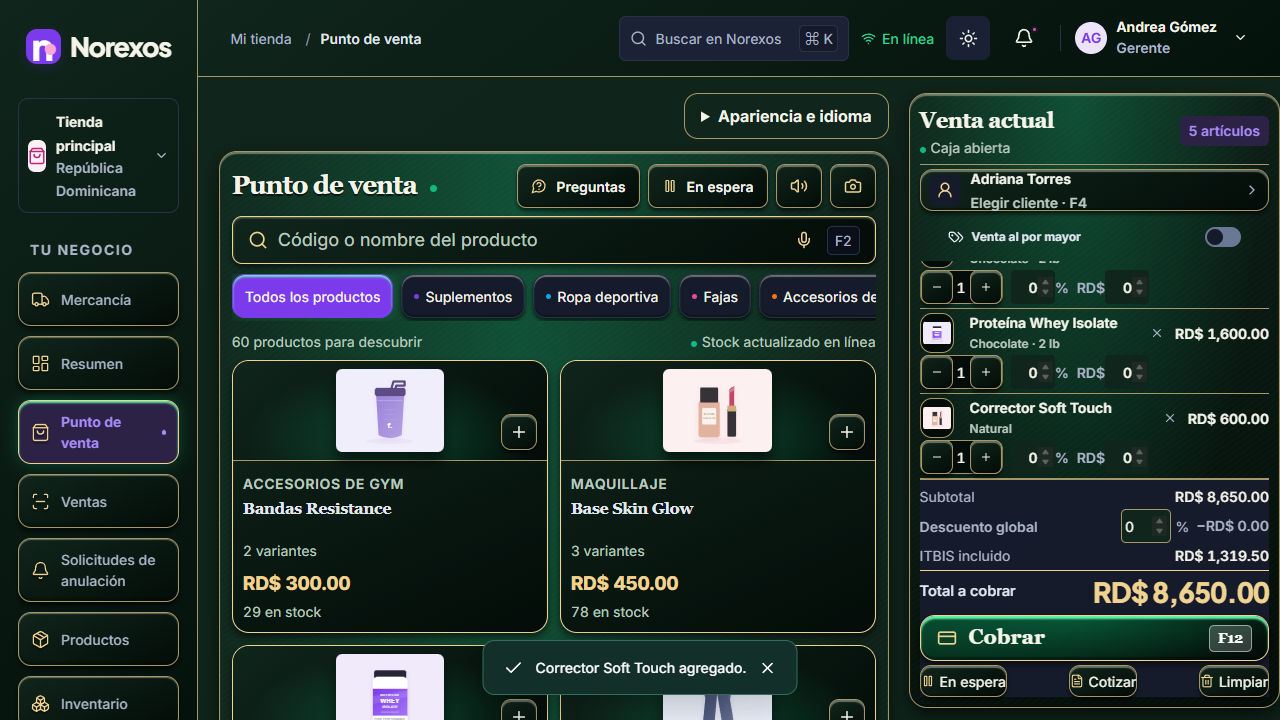 Norexos
Mi tienda / Punto de venta
Buscar en Norexos
⌘ K
En línea
AG
Andrea Gómez
Gerente
Tienda
principal
República
Dominicana
TU NEGOCIO
Mercancía
Resumen
Punto de
venta
Ventas
Solicitudes de
anulación
Productos
Inventario
Apariencia e idioma
Punto de venta
Preguntas
En espera
Código o nombre del producto
F2
Todos los productos
Suplementos
Ropa deportiva
Fajas
Accesorios de
60 productos para descubrir
Stock actualizado en línea
ACCESORIOS DE GYM
Bandas Resistance
2 variantes
RD$ 300.00
29 en stock
MAQUILLAJE
Base Skin Glow
3 variantes
RD$ 450.00
78 en stock
WHEY
Corrector Soft Touch agregado.
Venta actual
5 artículos
Caja abierta
Adriana Torres
Elegir cliente · F4
Venta al por mayor
Chocolate · 2 lb
− 1 + 0 % RD$ 0
Proteína Whey Isolate × RD$ 1,600.00
Chocolate · 2 lb
− 1 + 0 % RD$ 0
Corrector Soft Touch × RD$ 600.00
Natural
− 1 + 0 % RD$ 0
Subtotal RD$ 8,650.00
Descuento global 0 % −RD$ 0.00
ITBIS incluido RD$ 1,319.50
Total a cobrar RD$ 8,650.00
Cobrar F12
En espera
Cotizar
Limpiar